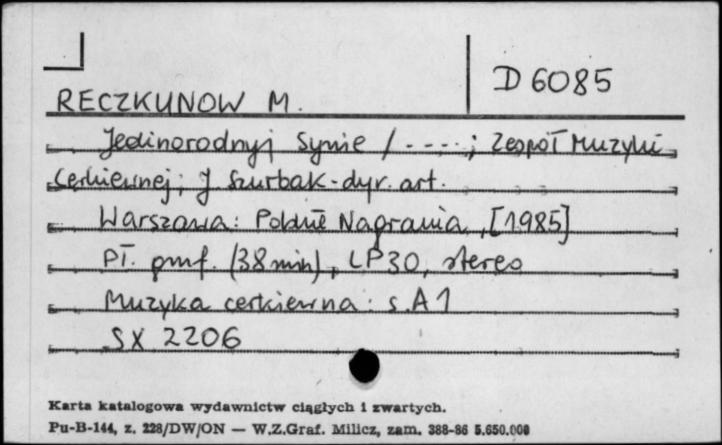 D 6085
RECZKUNOW M.
Jedinorodnyj Synie / - - - -; Zespół Muzyki
Cerkiewnej; J. Szurbak-dyr. art.
Warszawa: Polskie Nagrania, [1985]
Pł. gmf. (38 min), LP30, stereo
Muzyka cerkiewna: s. A1
SX 2206
Karta katalogowa wydawnictw ciągłych i zwartych.
Pu-B-144, z. 228/DW/ON — W.Z.Graf. Milicz, zam. 388-86 5.650.000